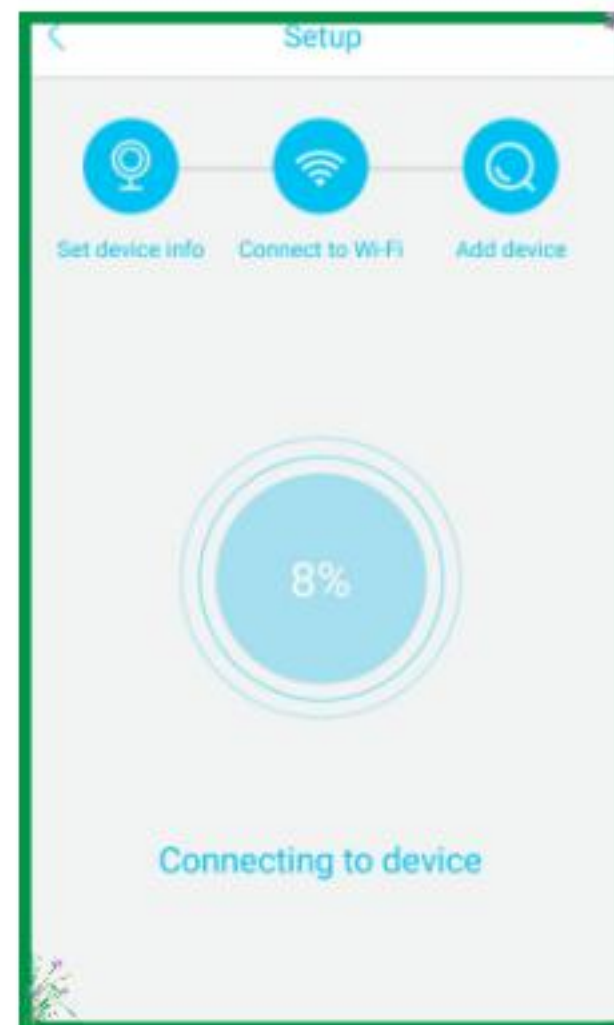 Setup
Set device info
Connect to Wi-Fi
Add device
8%
Connecting to device